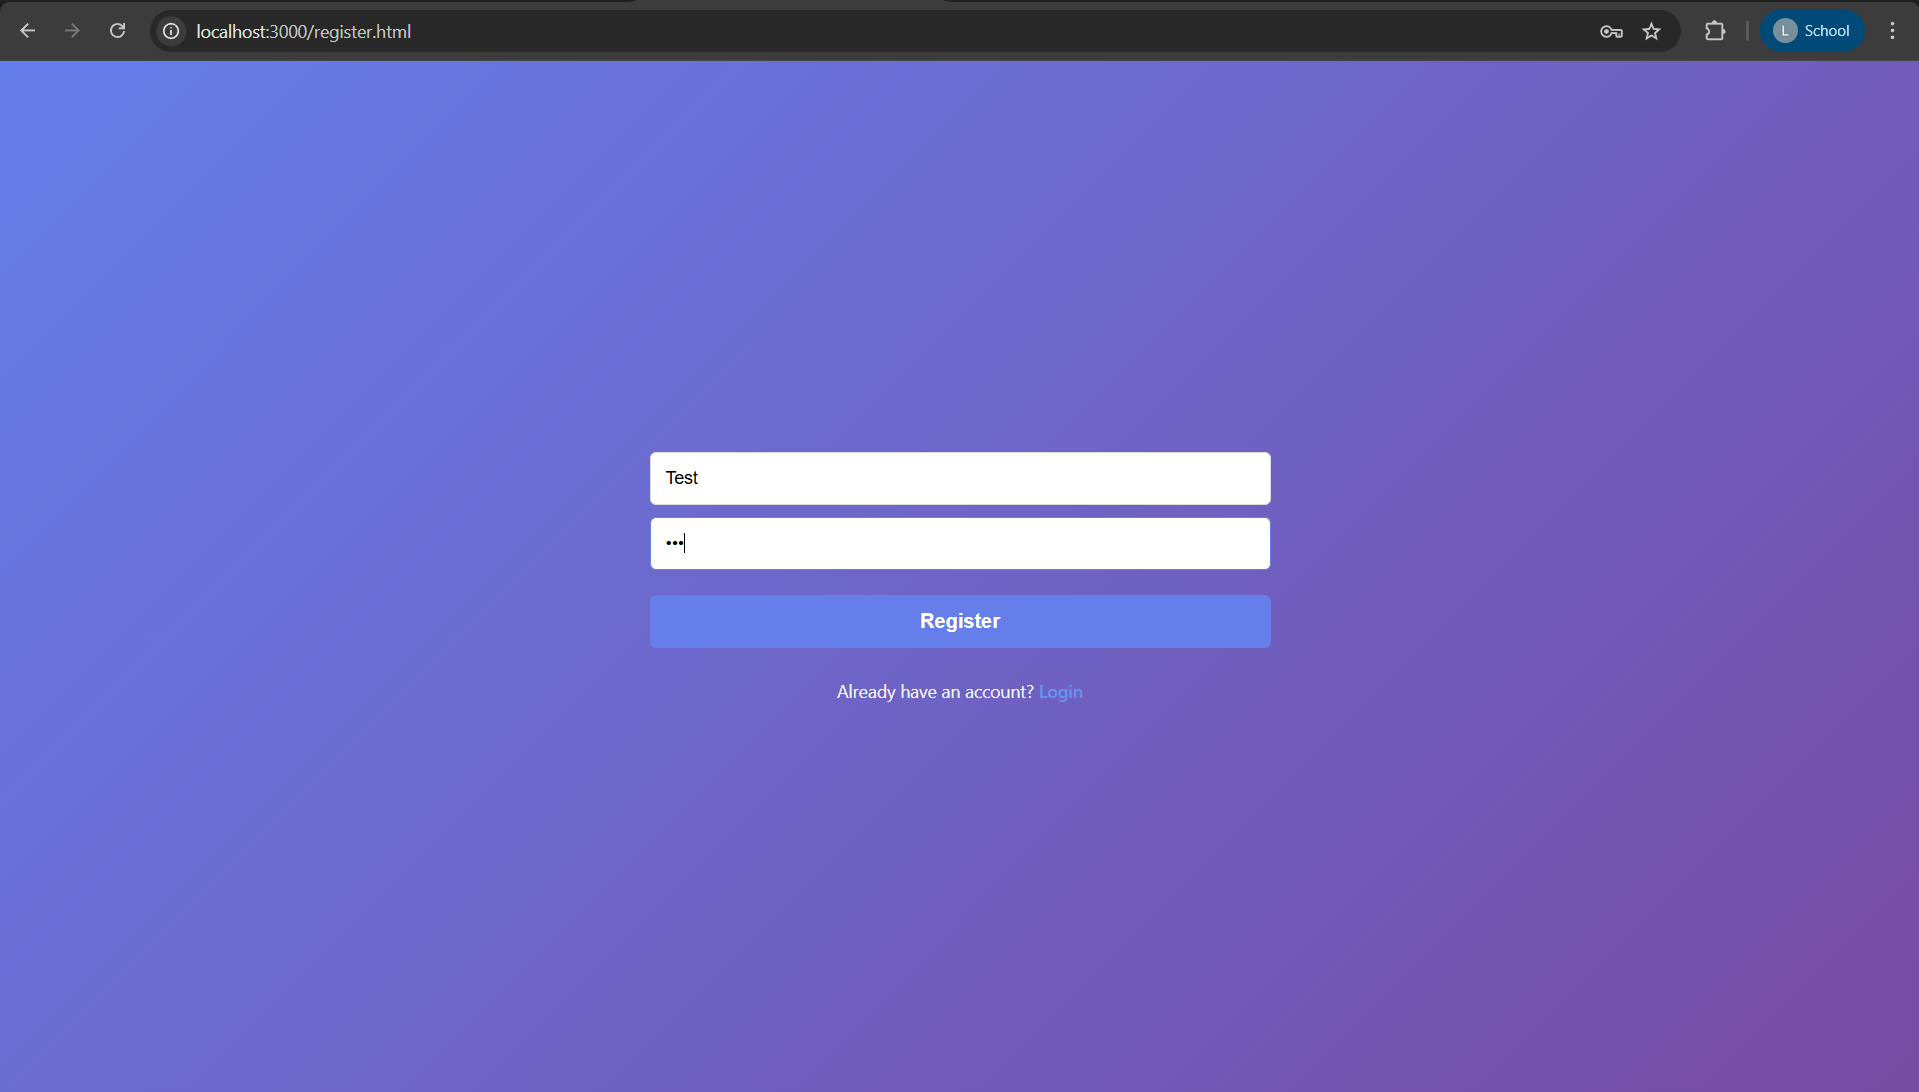 localhost:3000/register.html
L School
Test
•••
Register
Already have an account? Login